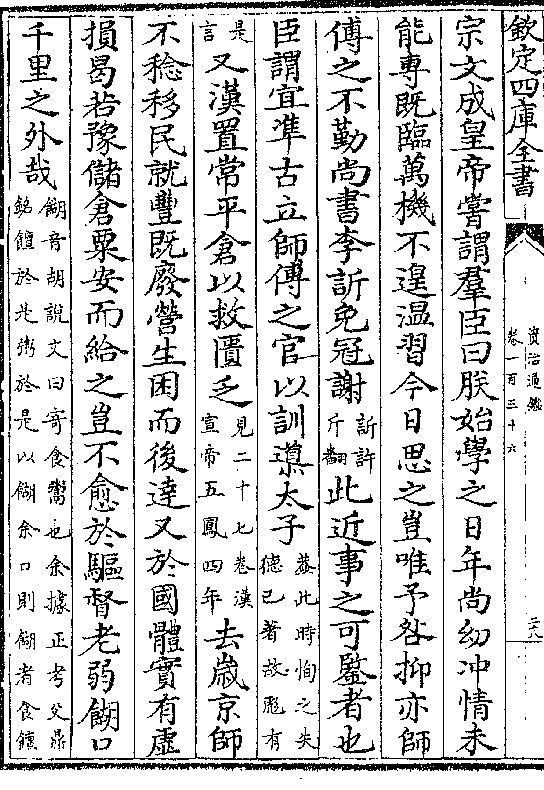 欽定四庫全書
資治通鑑
卷一百三十六
二八
宗文成皇帝嘗謂羣臣曰朕始學之日年尚幼冲情未
能專既臨萬機不遑温習今日思之豈唯予咎抑亦師
傅之不勤尚書李訢免冠謝訢許斤翻此近事之可鑒者也
臣謂宜凖古立師傅之官以訓䆃太子葢此時恂之失德已著故彪有
是言又漢置常平倉以救匱乏見二十七卷漢宣帝五鳳四年去歲京師
不稔移民就豐既廢營生困而後達又於國體實有虚
損曷若豫儲倉粟安而給之豈不愈於驅督老弱餬口
千里之外哉餬音胡說文曰寄食鬻也余據正考父鼎銘饘於是鬻於是以餬余口則餬者食饘